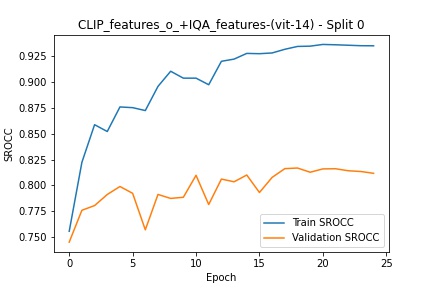 CLIP_features_o_+IQA_features-(vit-14) - Split 0
0.925
0.900
0.875
0.850
0.825
0.800
0.775
0.750
SROCC
Train SROCC
Validation SROCC
0 5 10 15 20 25
Epoch